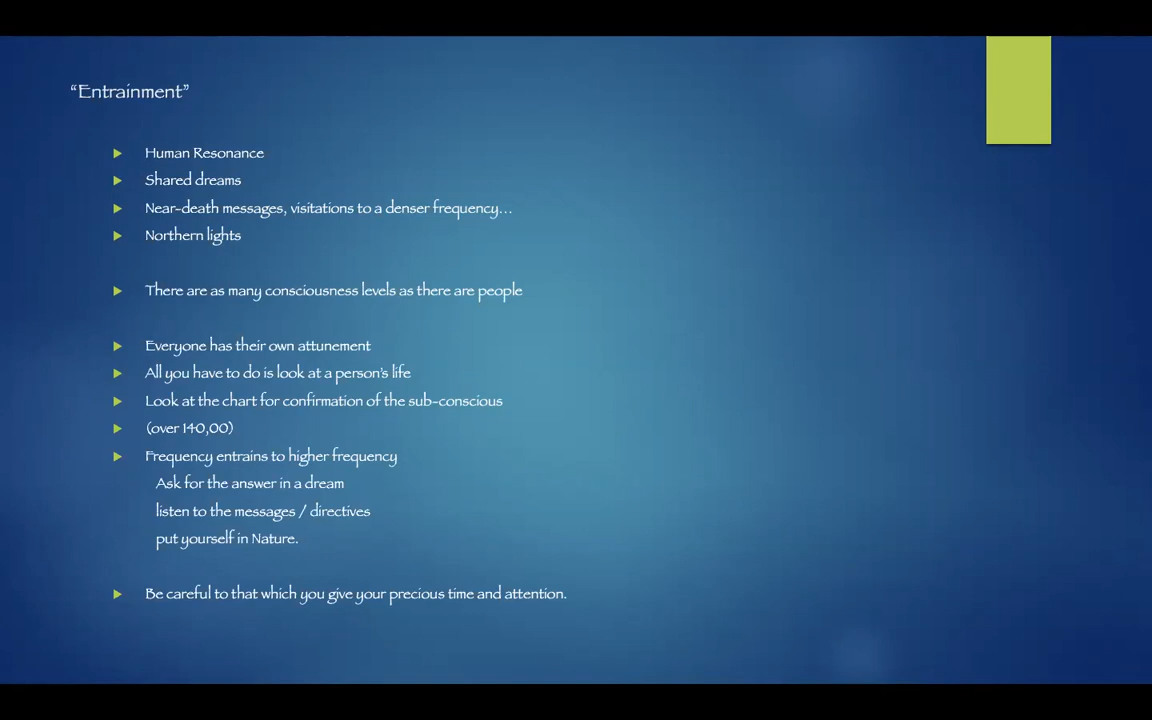 “Entrainment”
Human Resonance
Shared dreams
Near-death messages, visitations to a denser frequency…
Northern lights
There are as many consciousness levels as there are people
Everyone has their own attunement
All you have to do is look at a person’s life
Look at the chart for confirmation of the sub-conscious
(over 140,00)
Frequency entrains to higher frequency
Ask for the answer in a dream
listen to the messages / directives
put yourself in Nature.
Be careful to that which you give your precious time and attention.